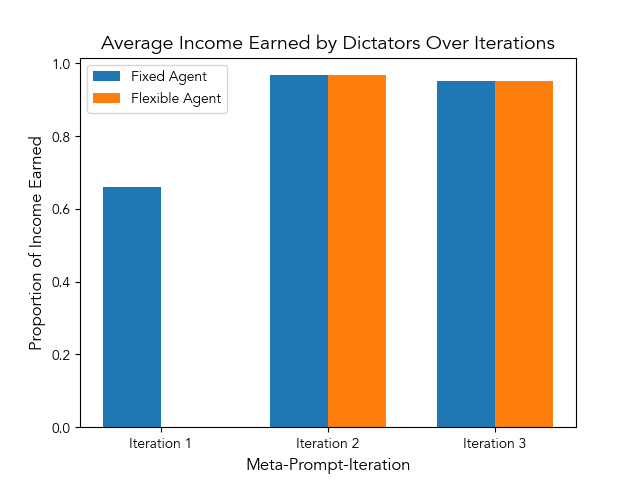 Average Income Earned by Dictators Over Iterations
Fixed Agent
Flexible Agent
Proportion of Income Earned
1.0
0.8
0.6
0.4
0.2
0.0
Iteration 1
Iteration 2
Iteration 3
Meta-Prompt-Iteration